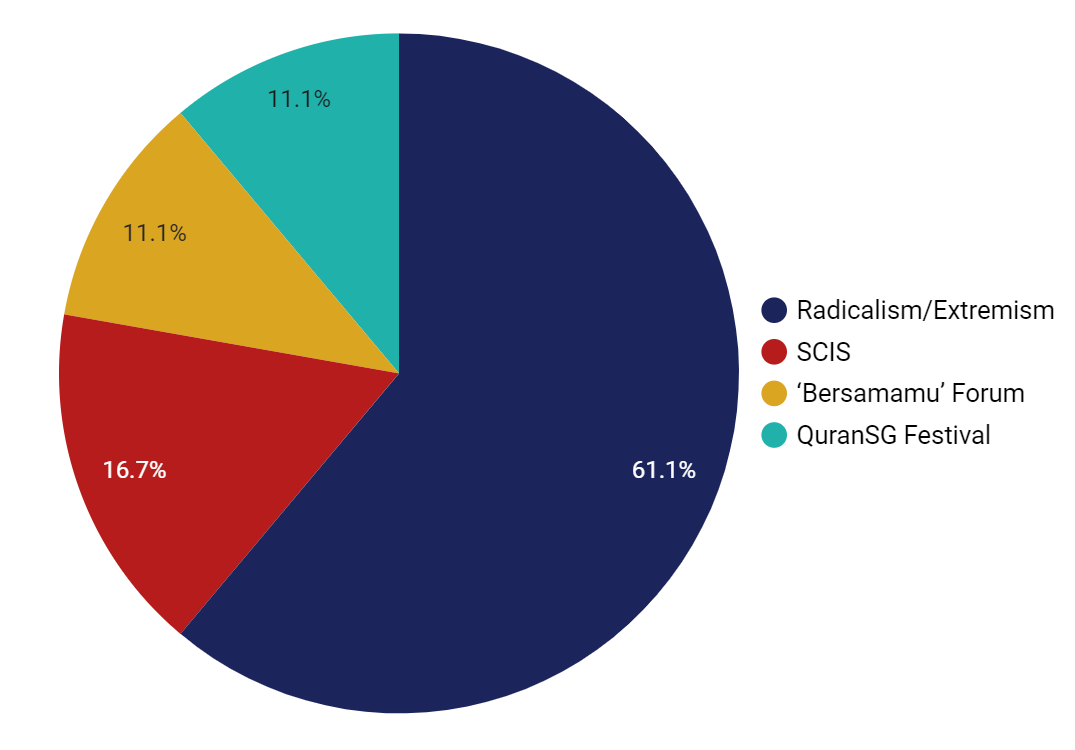 11.1%
11.1%
16.7%
61.1%
Radicalism/Extremism
SCIS
‘Bersamamu’ Forum
QuranSG Festival